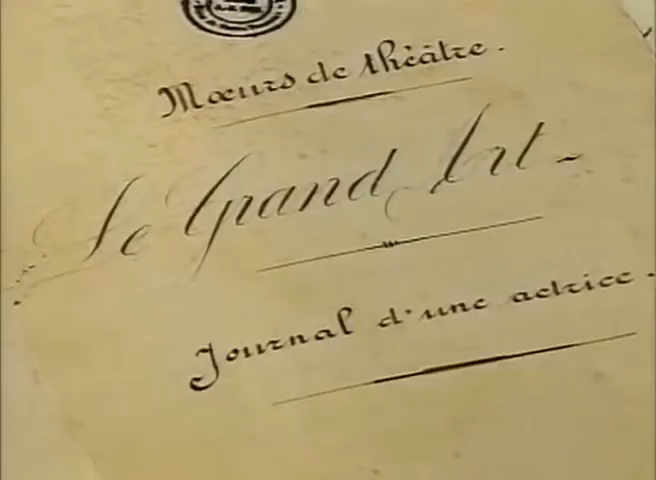 Mœurs de théâtre.
Le Grand Art -
Journal d'une actrice.